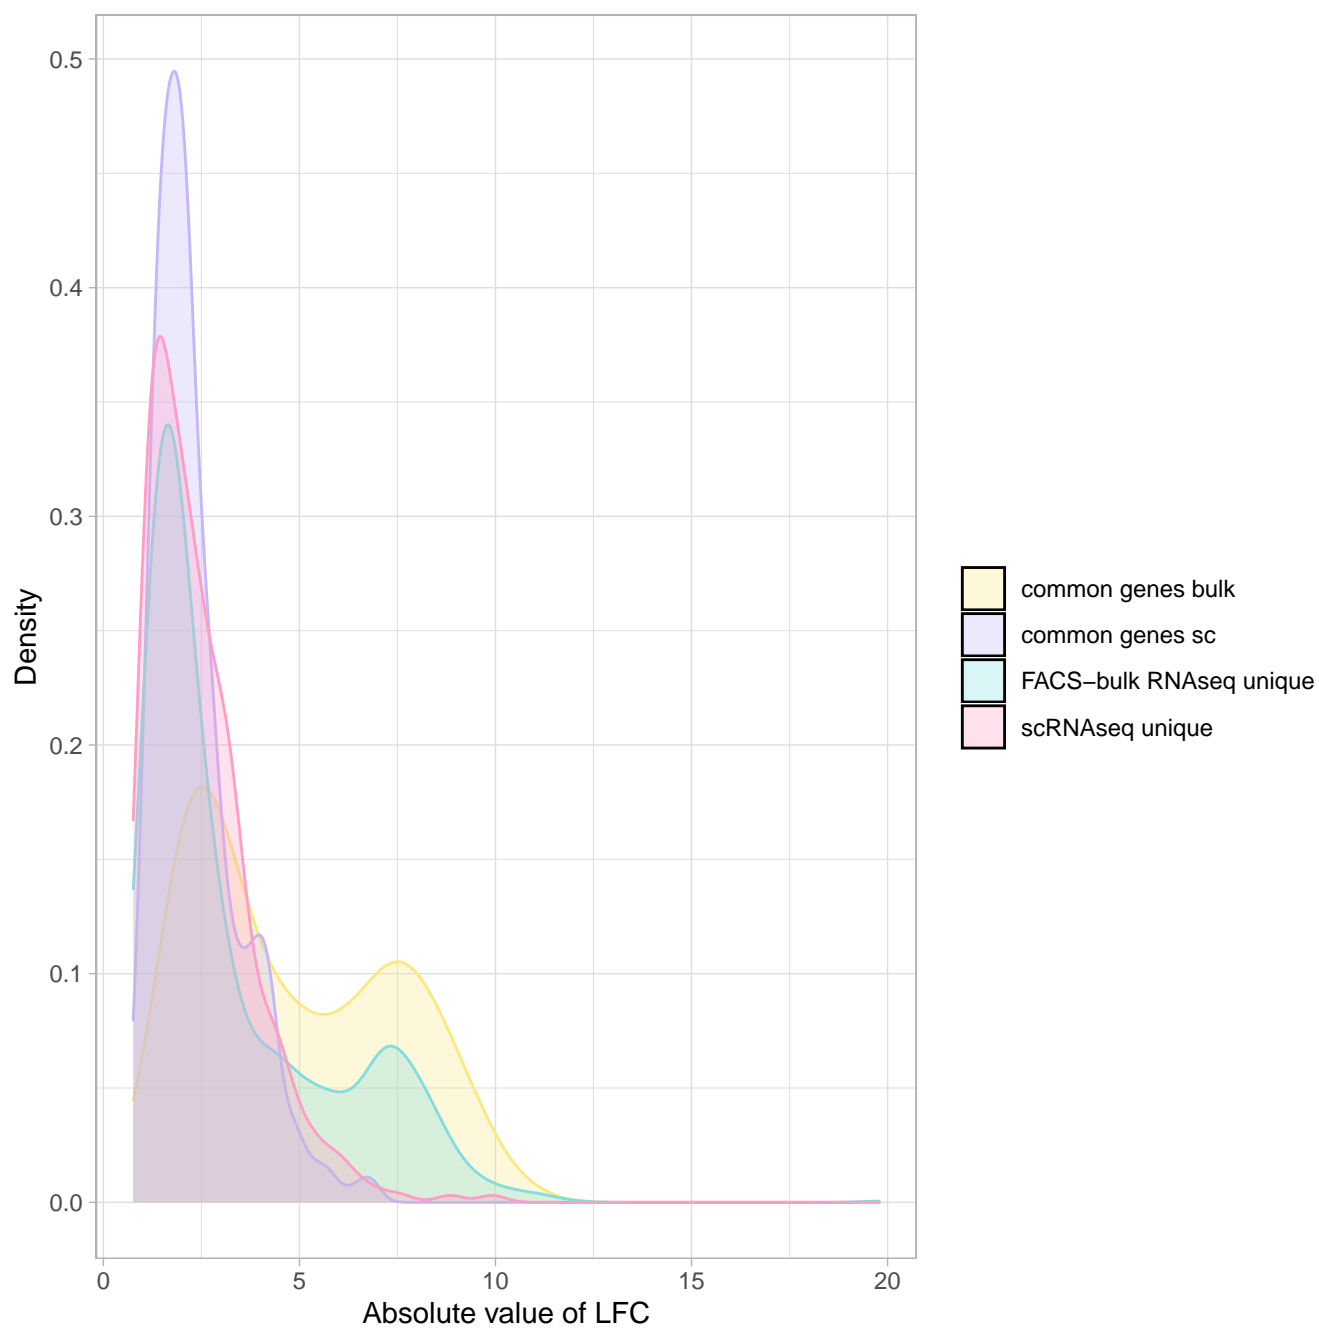 0.5
0.4
0.3
0.2
0.1
0.0
Density
0
5
10
15
20
Absolute value of LFC
common genes bulk
common genes sc
FACS−bulk RNAseq unique
scRNAseq unique